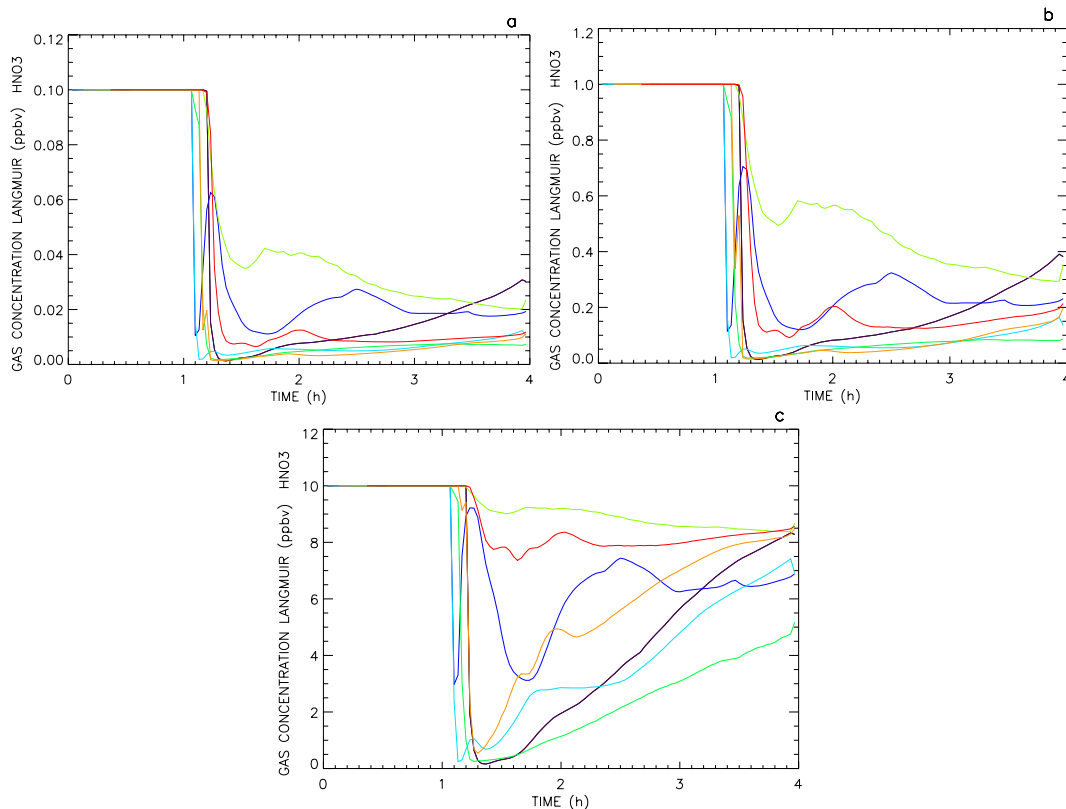 a
GAS CONCENTRATION LANGMUIR (ppbv) HNO3
0.12
0.10
0.08
0.06
0.04
0.02
0.00
0 1 2 3 4
TIME (h)
b
GAS CONCENTRATION LANGMUIR (ppbv) HNO3
1.2
1.0
0.8
0.6
0.4
0.2
0.0
0 1 2 3 4
TIME (h)
c
GAS CONCENTRATION LANGMUIR (ppbv) HNO3
12
10
8
6
4
2
0
0 1 2 3 4
TIME (h)